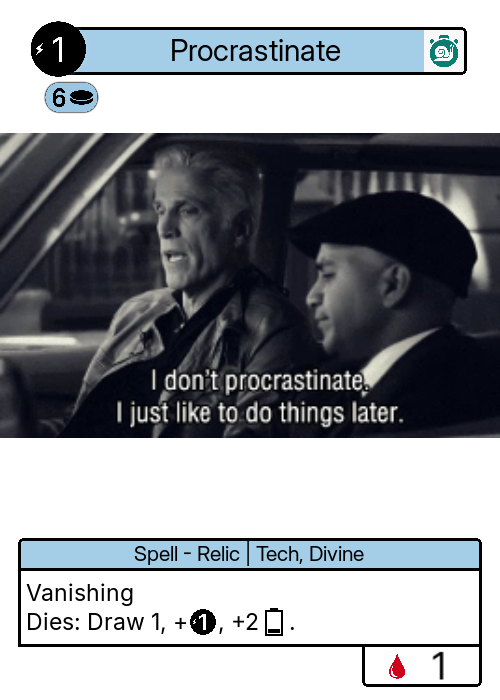 1 Procrastinate
6
I don't procrastinate,
I just like to do things later.
Spell - Relic | Tech, Divine
Vanishing
Dies: Draw 1, + 1 , +2 .
1